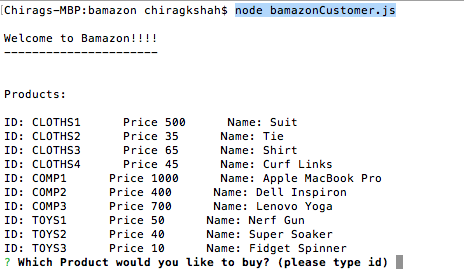 Chirags-MBP:bamazon chiragkshah$ node bamazonCustomer.js
Welcome to Bamazon!!!!
----------------------
Products:
ID: CLOTHS1 Price 500 Name: Suit
ID: CLOTHS2 Price 35 Name: Tie
ID: CLOTHS3 Price 65 Name: Shirt
ID: CLOTHS4 Price 45 Name: Curf Links
ID: COMP1 Price 1000 Name: Apple MacBook Pro
ID: COMP2 Price 400 Name: Dell Inspiron
ID: COMP3 Price 700 Name: Lenovo Yoga
ID: TOYS1 Price 50 Name: Nerf Gun
ID: TOYS2 Price 40 Name: Super Soaker
ID: TOYS3 Price 10 Name: Fidget Spinner
? Which Product would you like to buy? (please type id)